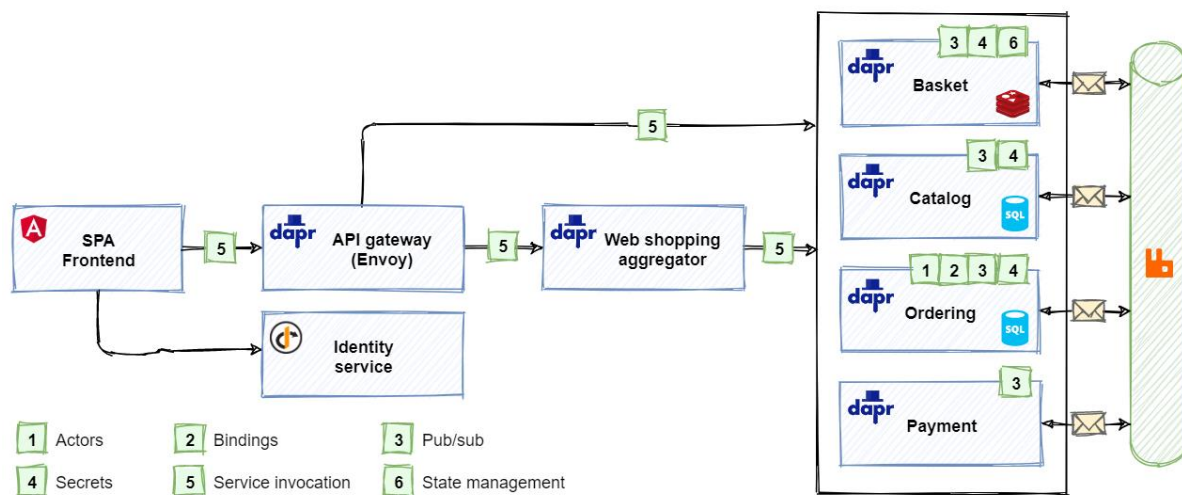 3 4 6
dapr
Basket
5
3 4
dapr
Catalog
SQL
SPA
Frontend
5
dapr
API gateway
(Envoy)
5
dapr
Web shopping
aggregator
5
1 2 3 4
dapr
Ordering
SQL
Identity
service
3
dapr
Payment
1 Actors
2 Bindings
3 Pub/sub
4 Secrets
5 Service invocation
6 State management